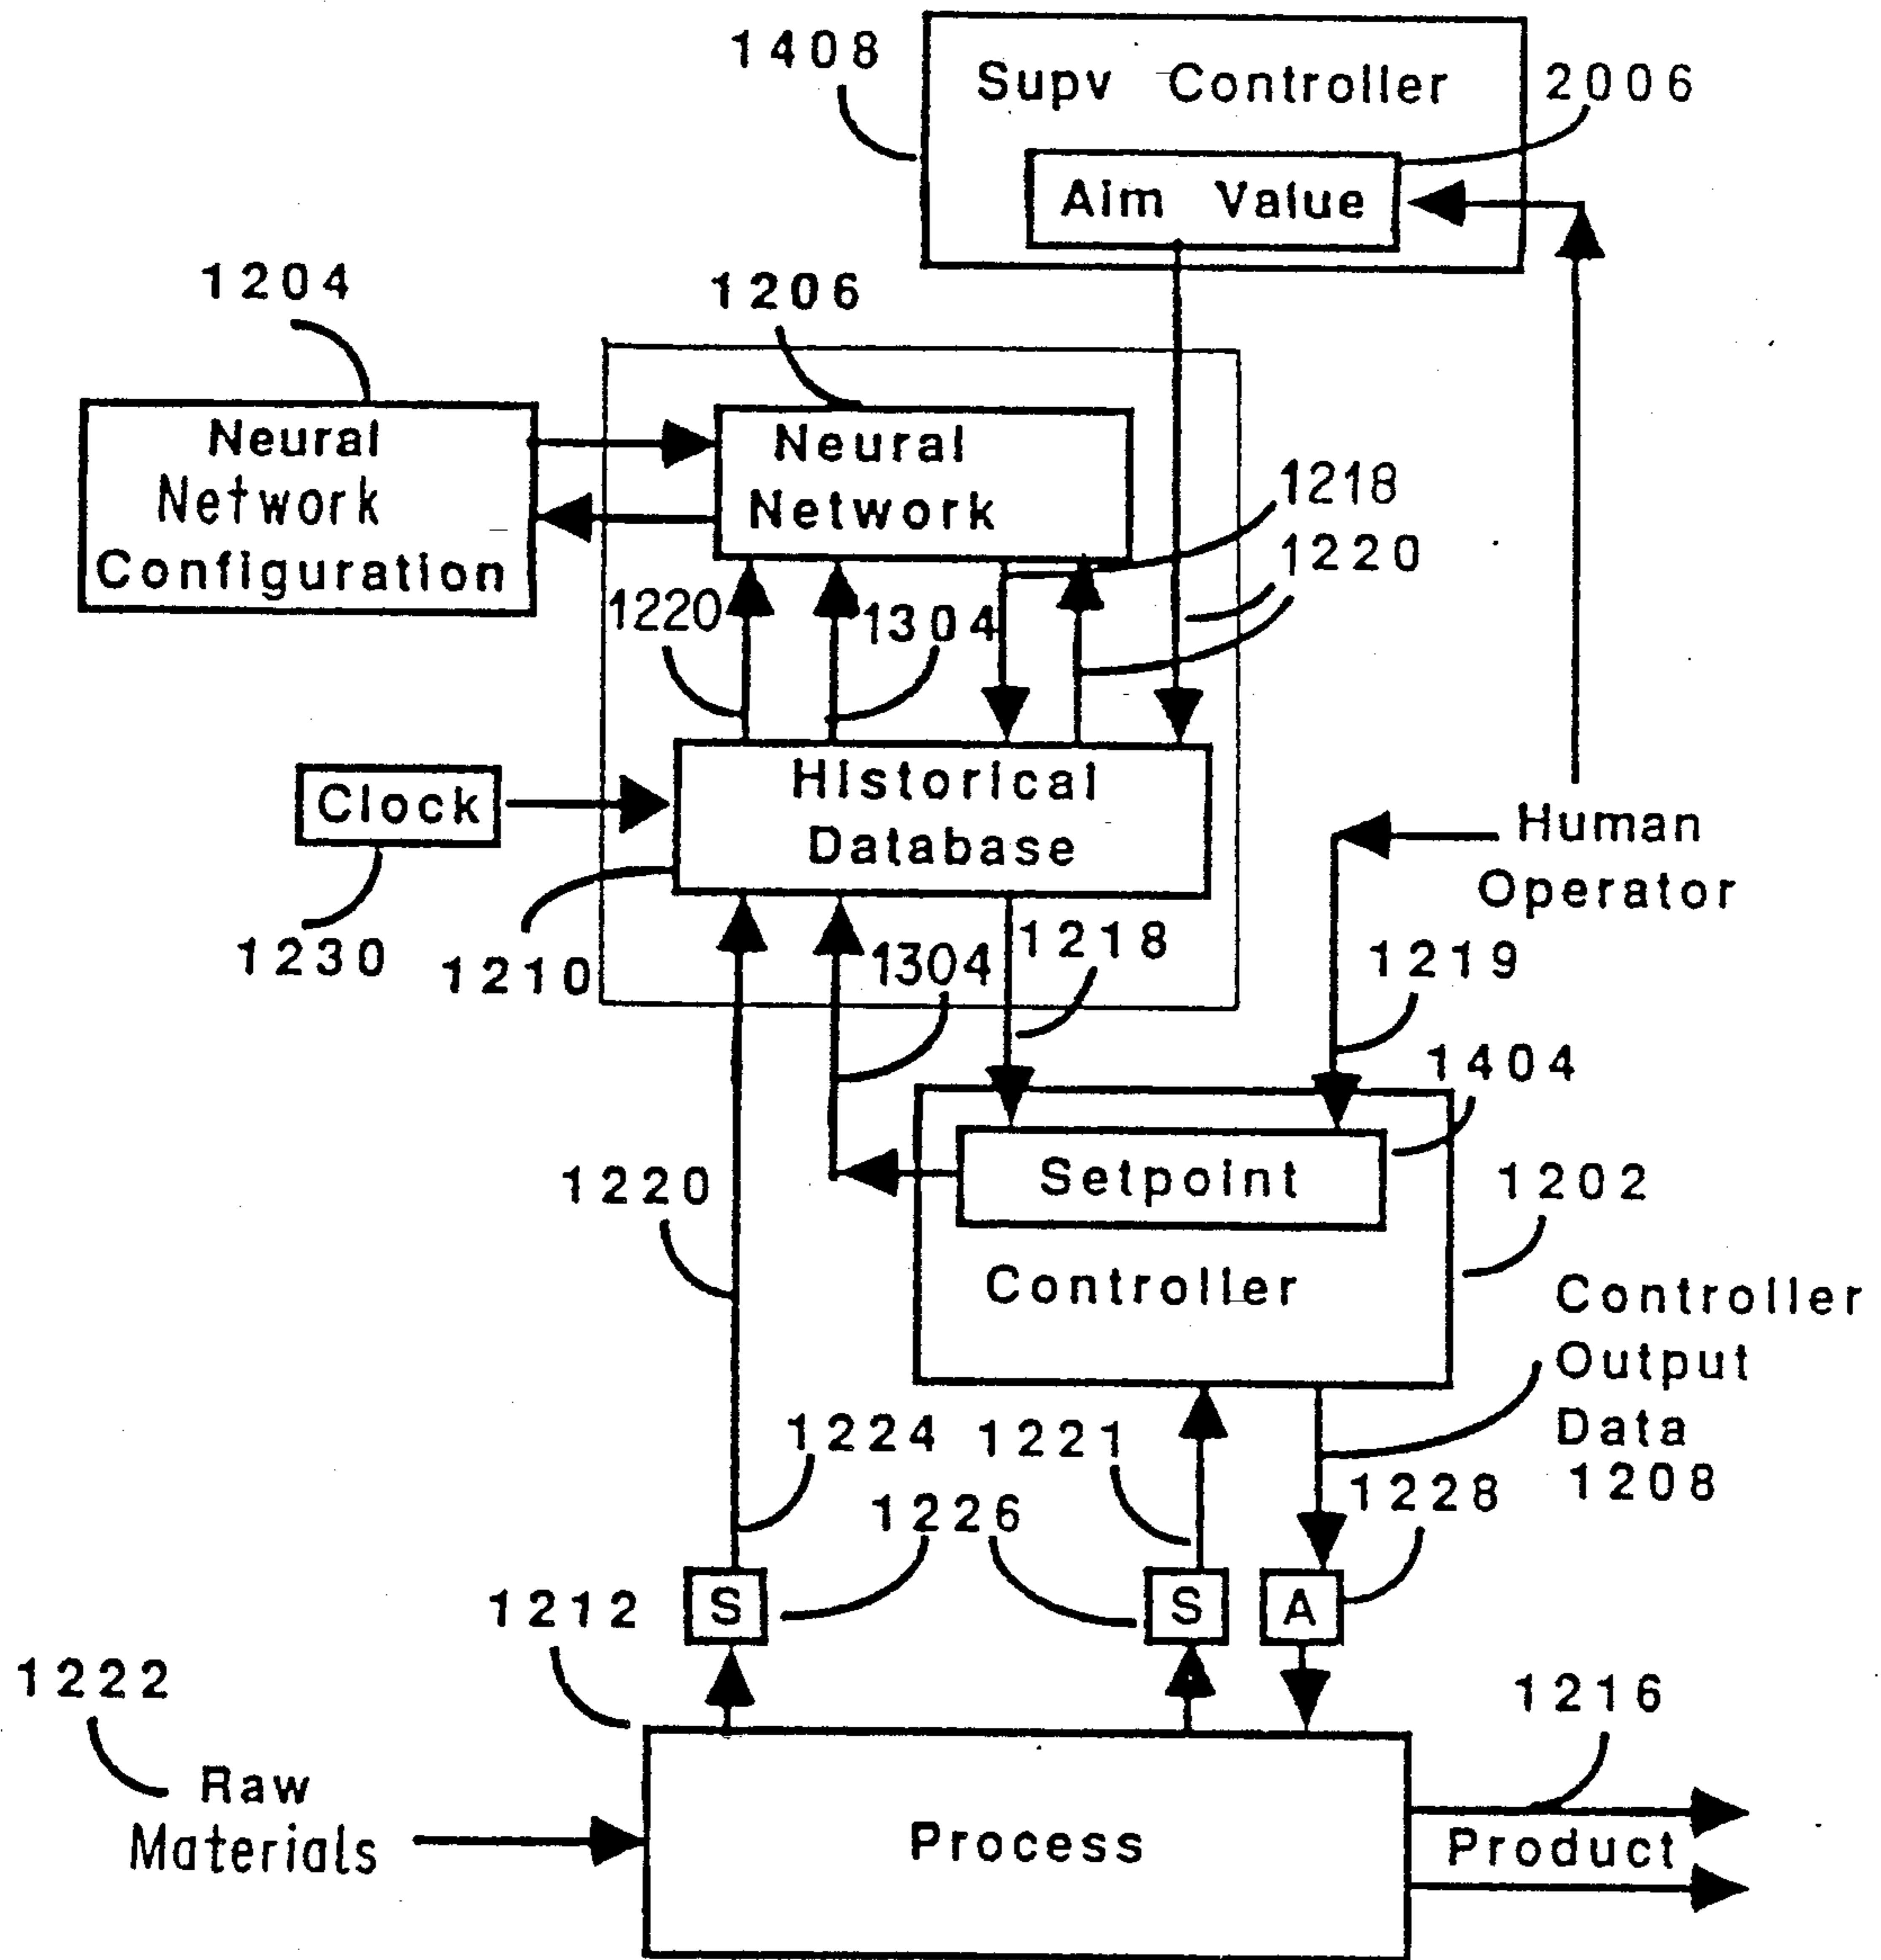 1408
Supv Controller
2006
Aim Value
1204
1206
Neural
Network
Configuration
Neural
Network
1218
1220
1220
1304
Clock
Historical
Database
Human
Operator
1230
1210
1304
1218
1219
1404
Setpoint
1220
1202
Controller
Controller
Output
Data
1208
1224
1221
1226
1228
S
S
A
1212
1222
1216
Raw
Materials
Process
Product